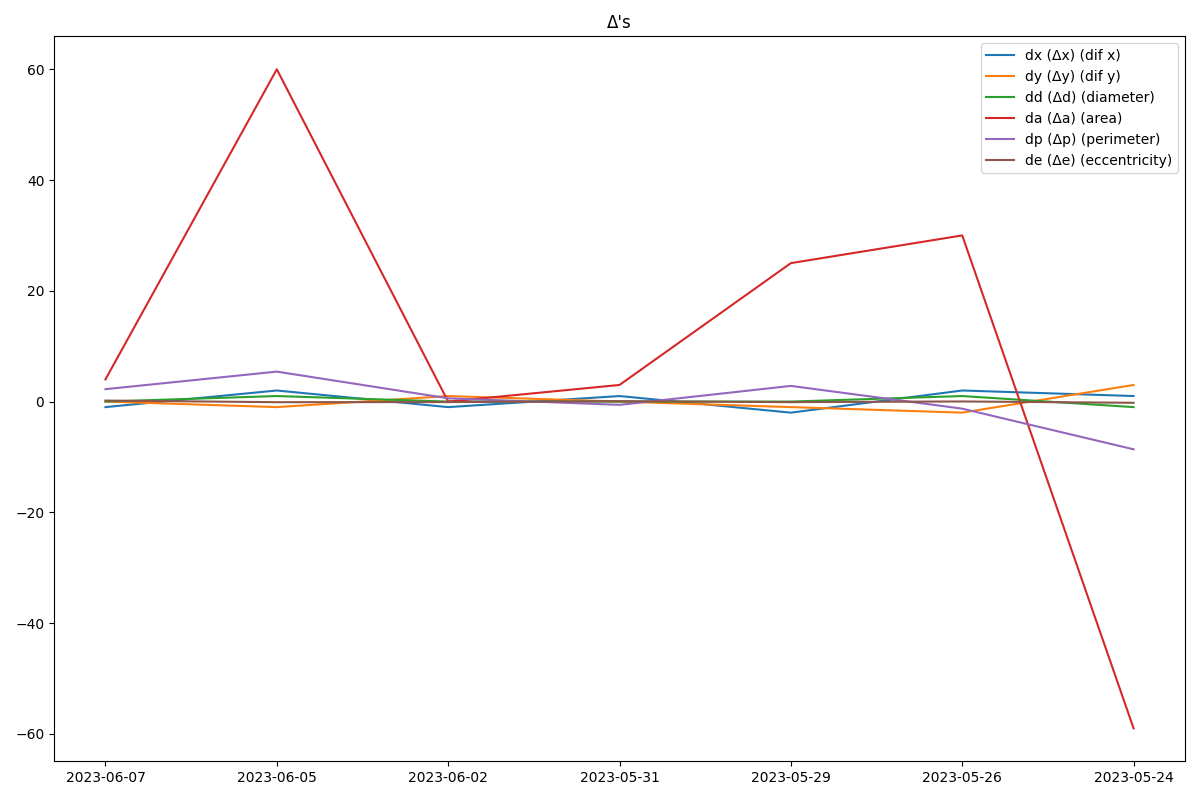 Δ's
dx (Δx) (dif x)
dy (Δy) (dif y)
dd (Δd) (diameter)
da (Δa) (area)
dp (Δp) (perimeter)
de (Δe) (eccentricity)
60
40
20
0
−20
−40
−60
2023-06-07 2023-06-05 2023-06-02 2023-05-31 2023-05-29 2023-05-26 2023-05-24